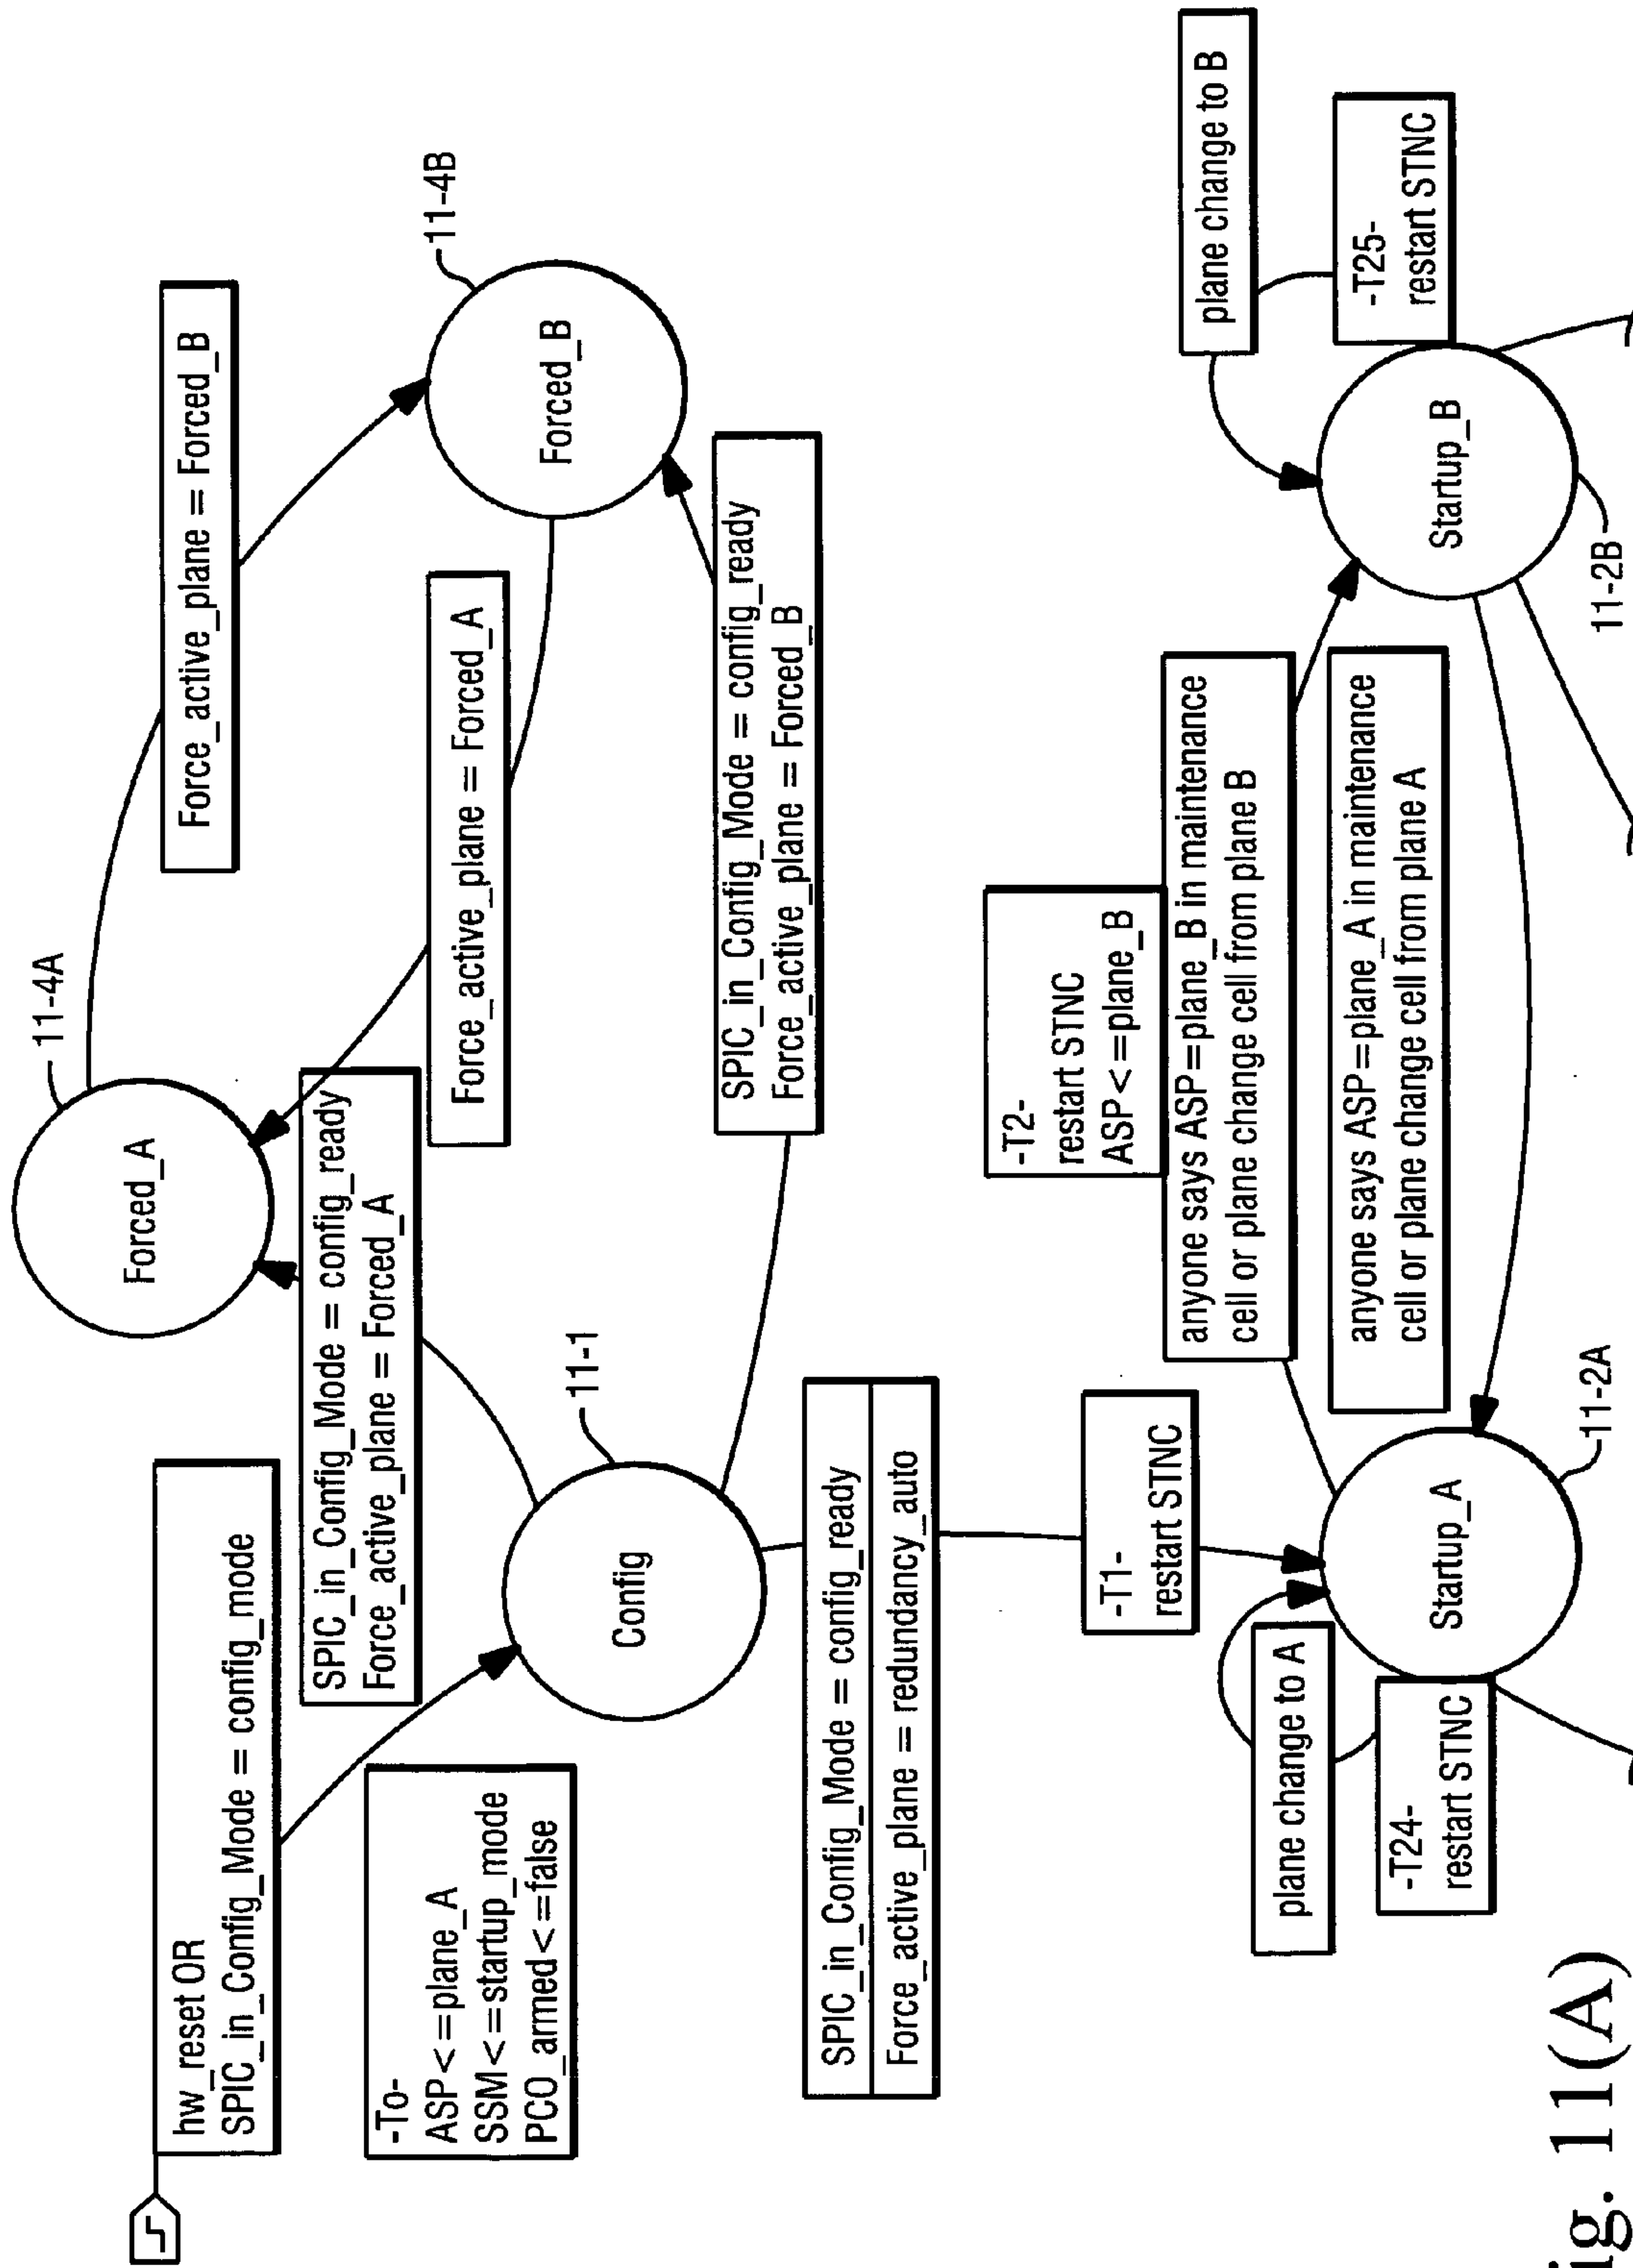 hw_reset OR
SPIC_in_Config_Mode = config_mode
-To-
ASP<=plane_A
SSM<=startup_mode
PCO_armed<=false
Config
11-1
SPIC_in_Config_Mode = config_ready
Force_active_plane = Forced_A
Forced_A
11-4A
Force_active_plane = Forced_B
Force_active_plane = Forced_A
Forced_B
11-4B
SPIC_in_Config_Mode = config_ready
Force_active_plane = Forced_B
SPIC_in_Config_Mode = config_ready
Force_active_plane = redundancy_auto
-T1-
restart STNC
plane change to A
-T24-
restart STNC
Startup_A
11-2A
-T2-
restart STNC
ASP<=plane_B
anyone says ASP=plane_B in maintenance
cell or plane change cell from plane B
anyone says ASP=plane_A in maintenance
cell or plane change cell from plane A
Startup_B
11-2B
plane change to B
-T25-
restart STNC
ig. 11(A)